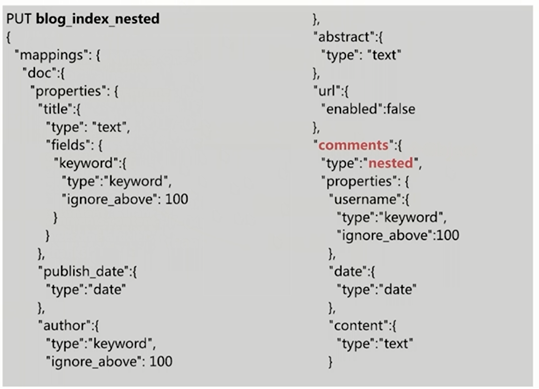 PUT blog_index_nested
{
"mappings": {
"doc":{
"properties": {
"title":{
"type": "text",
"fields": {
"keyword":{
"type":"keyword",
"ignore_above": 100
}
}
},
"publish_date":{
"type":"date"
},
"author":{
"type":"keyword",
"ignore_above": 100
},
"abstract":{
"type": "text"
},
"url":{
"enabled":false
},
"comments":{
"type":"nested",
"properties": {
"username":{
"type":"keyword",
"ignore_above":100
},
"date":{
"type":"date"
},
"content":{
"type":"text"
}